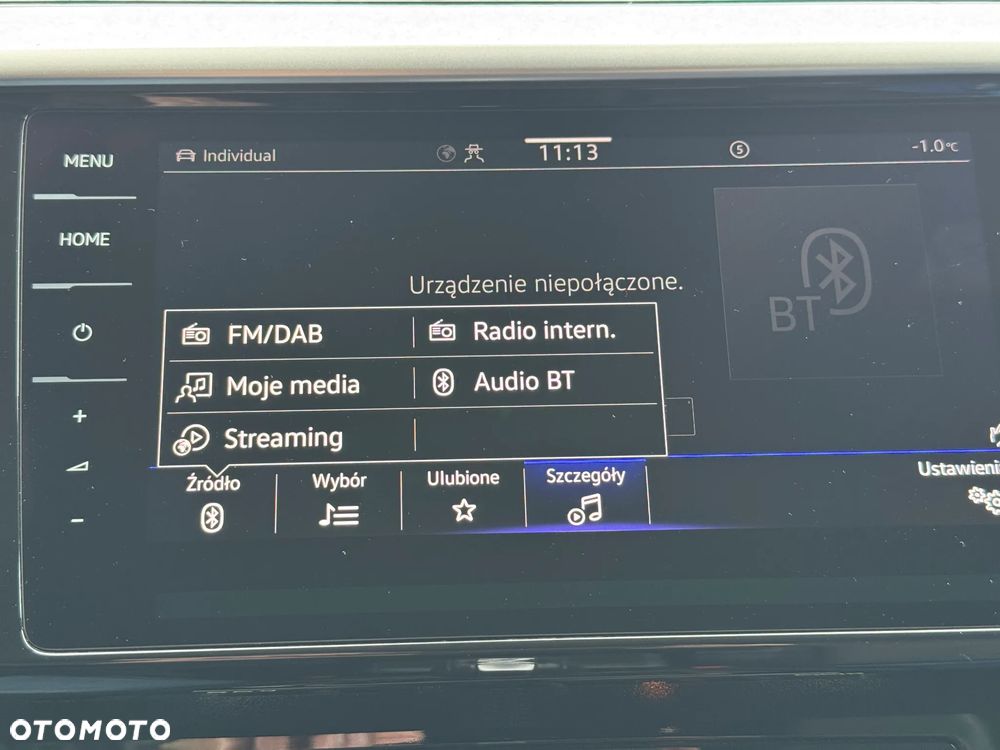 MENU
Individual
11:13
5
-1.0°C
HOME
Urządzenie niepołączone.
BT
FM/DAB
Radio intern.
Moje media
Audio BT
Streaming
Źródło
Wybór
Ulubione
Szczegóły
Ustawienia
OTOMOTO